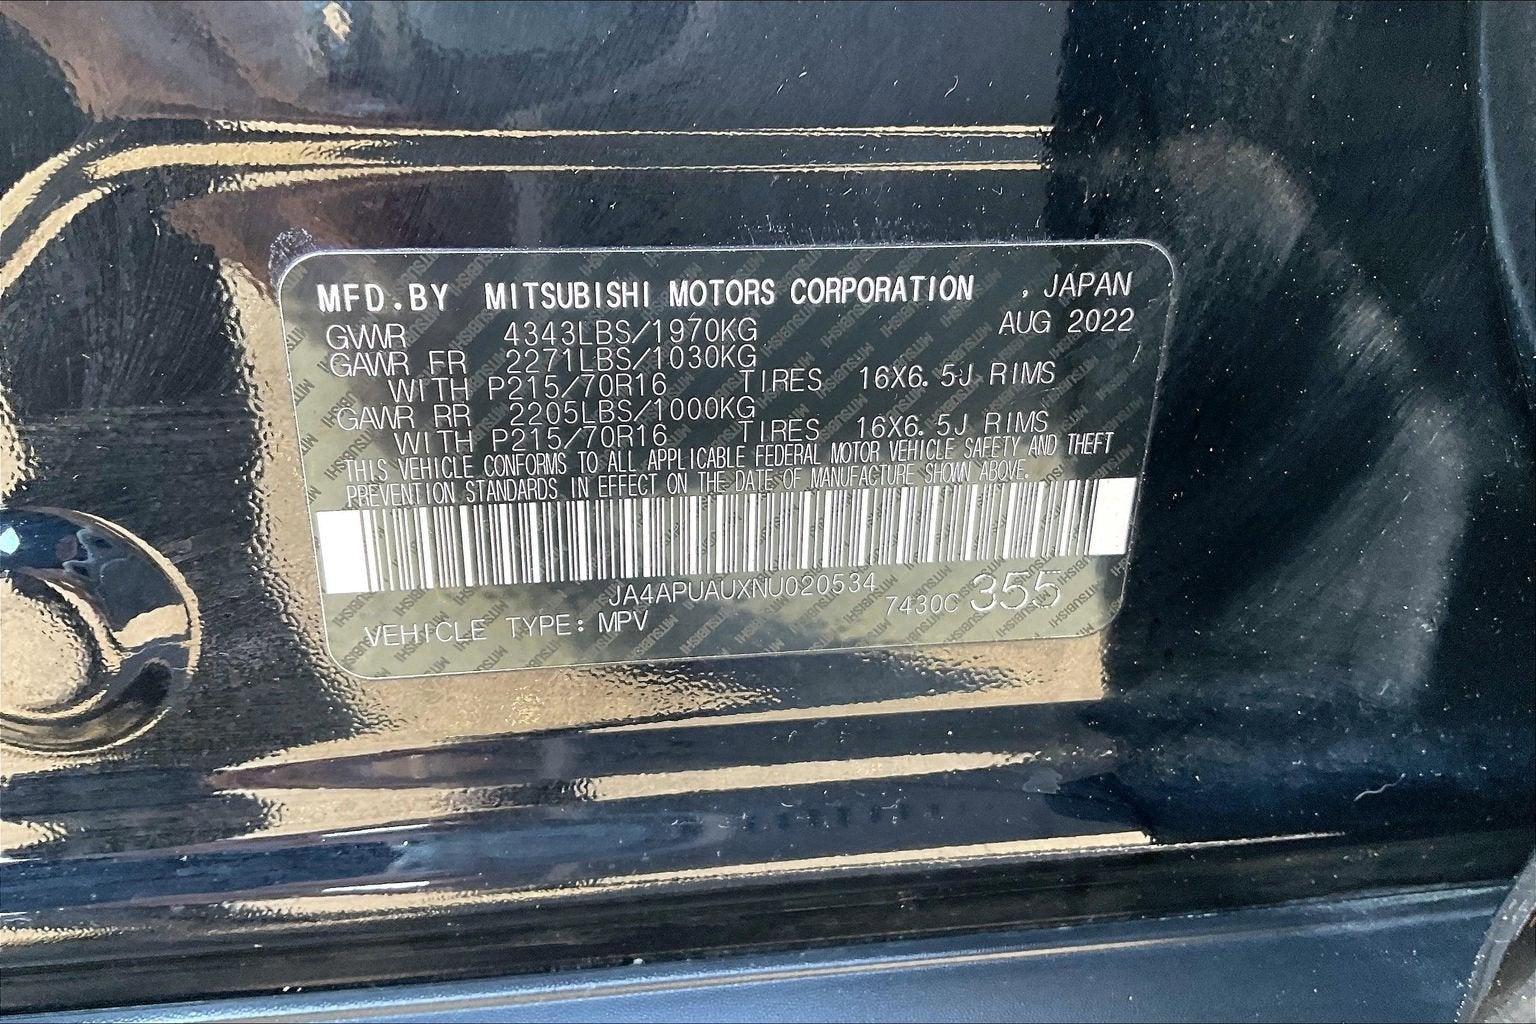 MFD.BY MITSUBISHI MOTORS CORPORATION , JAPAN
GVWR 4343LBS/1970KG AUG 2022
GAWR FR 2271LBS/1030KG
WITH P215/70R16 TIRES 16X6.5J RIMS
GAWR RR 2205LBS/1000KG
WITH P215/70R16 TIRES 16X6.5J RIMS
THIS VEHICLE CONFORMS TO ALL APPLICABLE FEDERAL MOTOR VEHICLE SAFETY AND THEFT
PREVENTION STANDARDS IN EFFECT ON THE DATE OF MANUFACTURE SHOWN ABOVE.
JA4APUAUXNU020534
VEHICLE TYPE: MPV 7430C 355